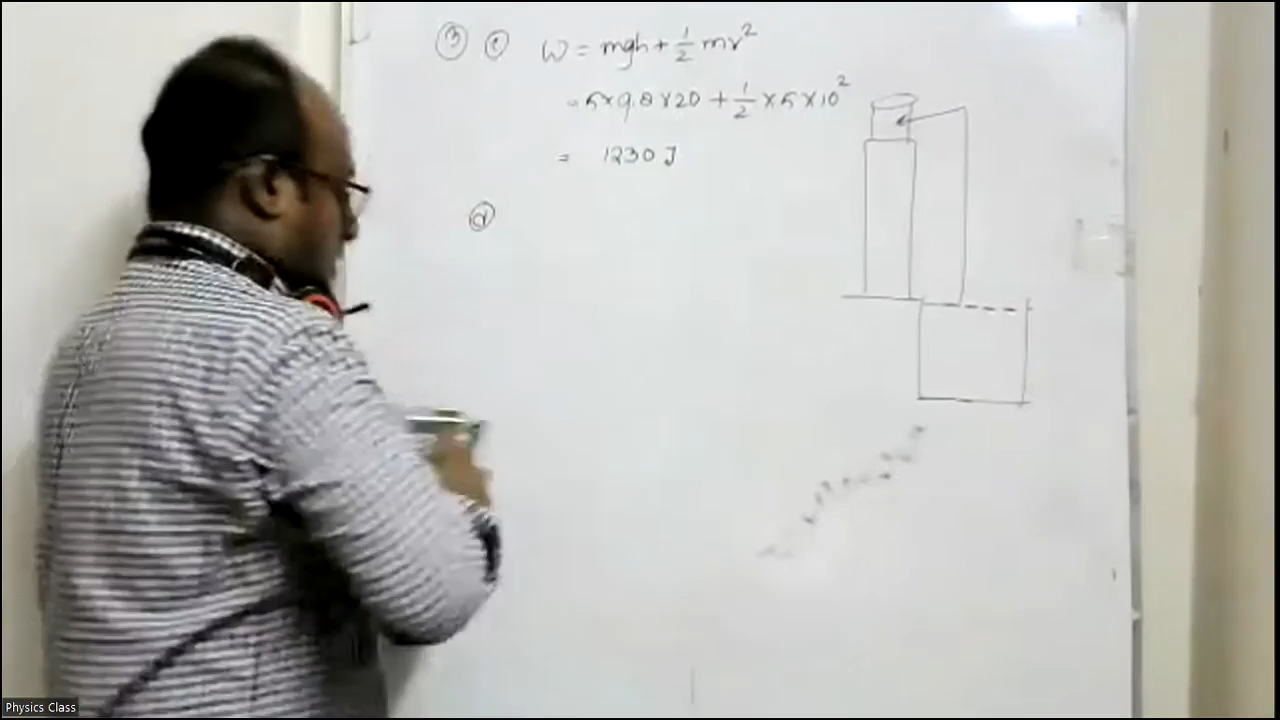 ③ ⓒ W = mgh + 1/2 mv²
= 5×9.8×20 + 1/2 ×5×10²
= 1230 J
ⓓ
Physics Class